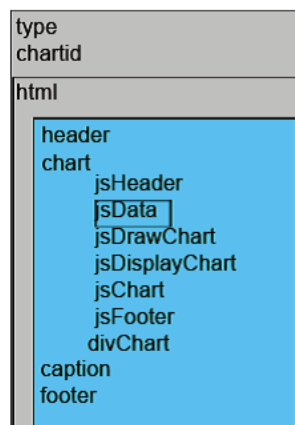 type
chartid
html
header
chart
jsHeader
jsData
jsDrawChart
jsDisplayChart
jsChart
jsFooter
divChart
caption
footer